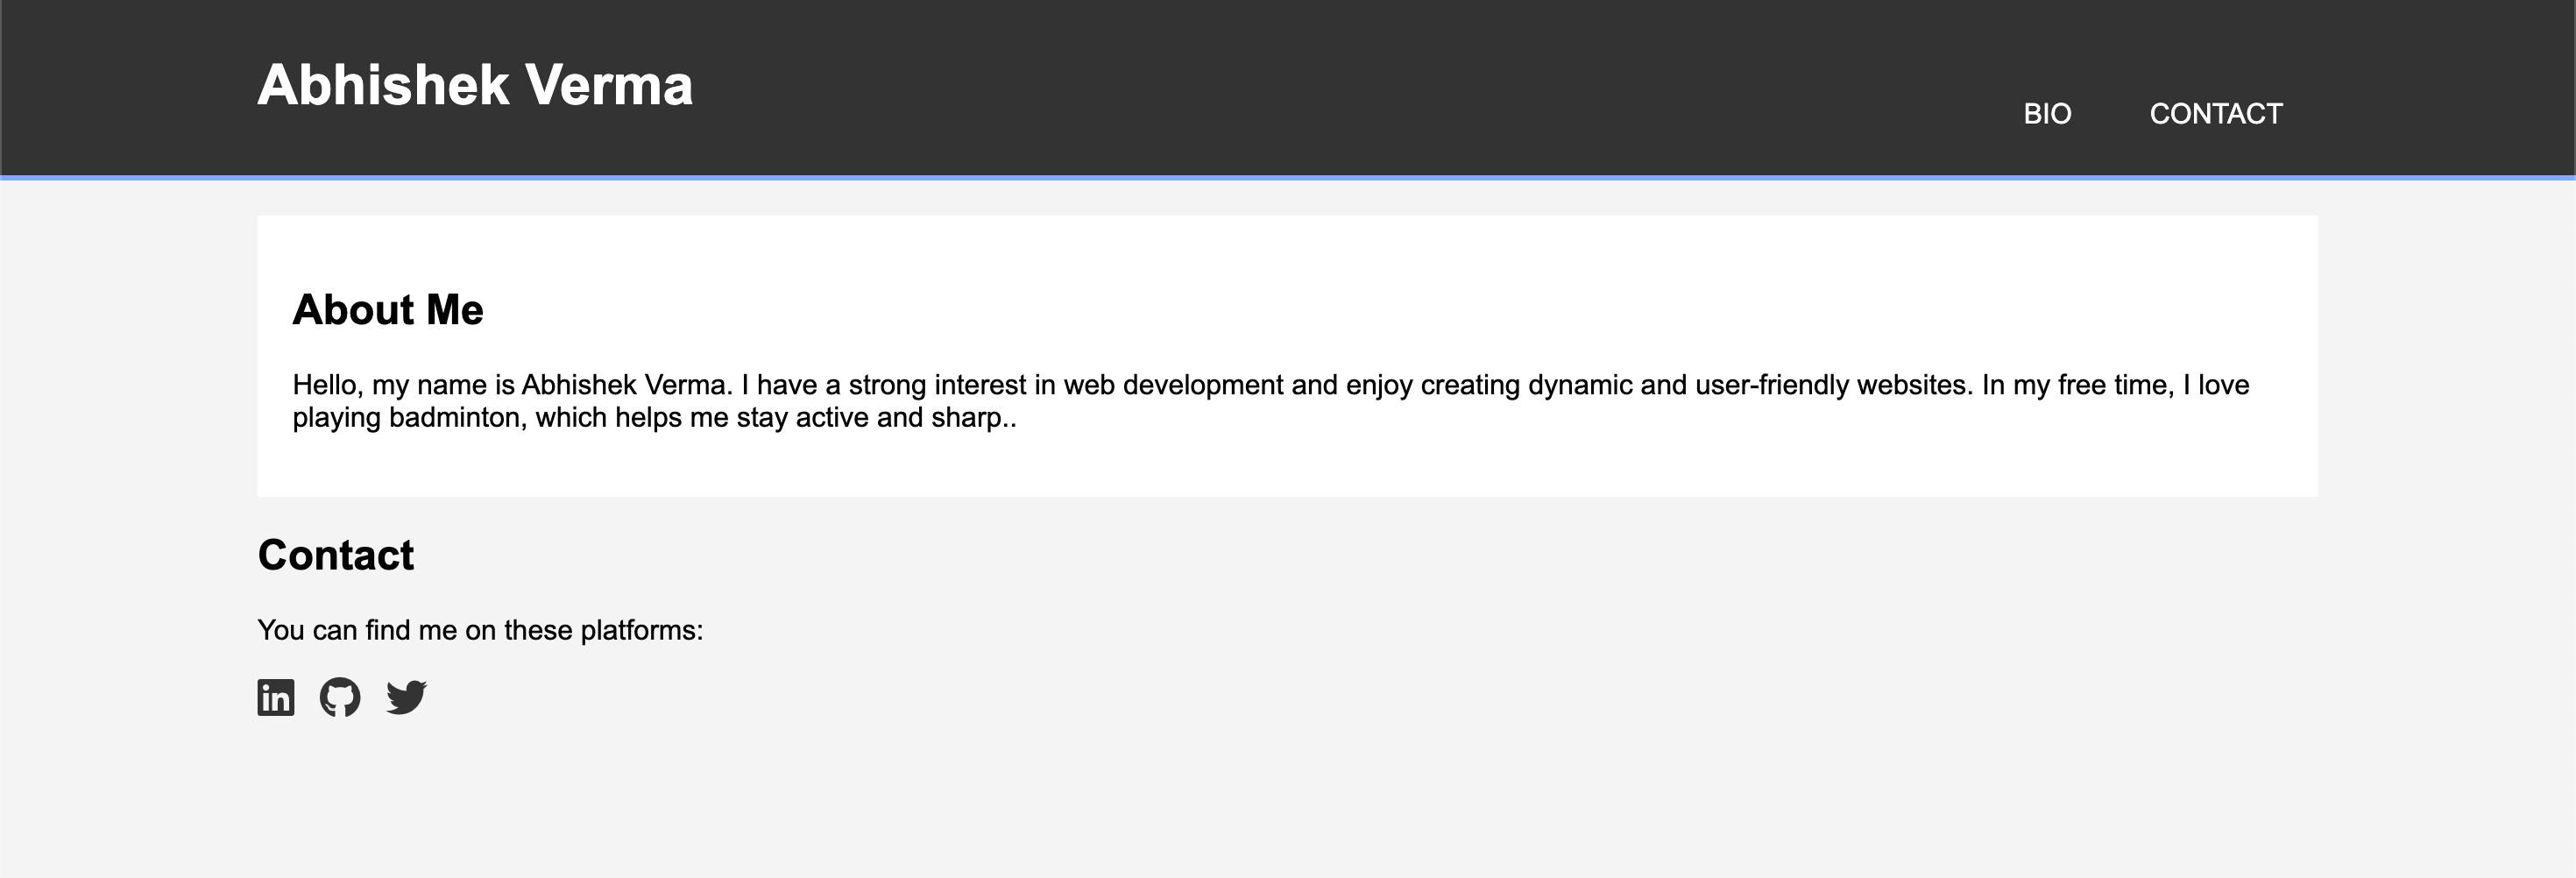 Abhishek Verma
BIO CONTACT
About Me
Hello, my name is Abhishek Verma. I have a strong interest in web development and enjoy creating dynamic and user-friendly websites. In my free time, I love
playing badminton, which helps me stay active and sharp..
Contact
You can find me on these platforms:
in